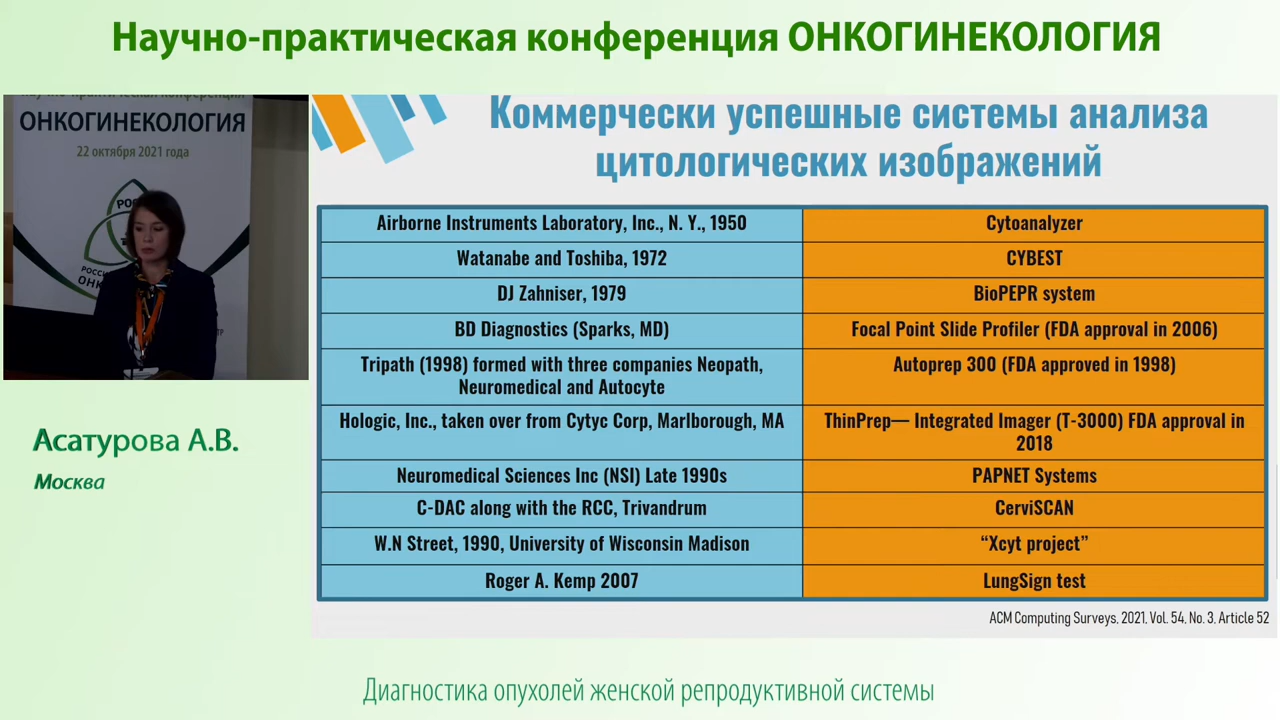 Научно-практическая конференция ОНКОГИНЕКОЛОГИЯ
ОНКОГИНЕКОЛОГИЯ
22 октября 2021 года
Асатурова А.В.
Москва
Коммерчески успешные системы анализа
цитологических изображений
Airborne Instruments Laboratory, Inc., N. Y., 1950
Cytoanalyzer
Watanabe and Toshiba, 1972
CYBEST
DJ Zahniser, 1979
BioPEPR system
BD Diagnostics (Sparks, MD)
Focal Point Slide Profiler (FDA approval in 2006)
Tripath (1998) formed with three companies Neopath,
Neuromedical and Autocyte
Autoprep 300 (FDA approved in 1998)
Hologic, Inc., taken over from Cytyc Corp, Marlborough, MA
ThinPrep— Integrated Imager (T-3000) FDA approval in
2018
Neuromedical Sciences Inc (NSI) Late 1990s
PAPNET Systems
C-DAC along with the RCC, Trivandrum
CerviSCAN
W.N Street, 1990, University of Wisconsin Madison
“Xcyt project”
Roger A. Kemp 2007
LungSign test
ACM Computing Surveys, 2021, Vol. 54, No. 3, Article 52
Диагностика опухолей женской репродуктивной системы